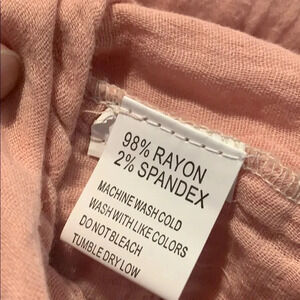 98% RAYON
2% SPANDEX
MACHINE WASH COLD
WASH WITH LIKE COLORS
DO NOT BLEACH
TUMBLE DRY LOW